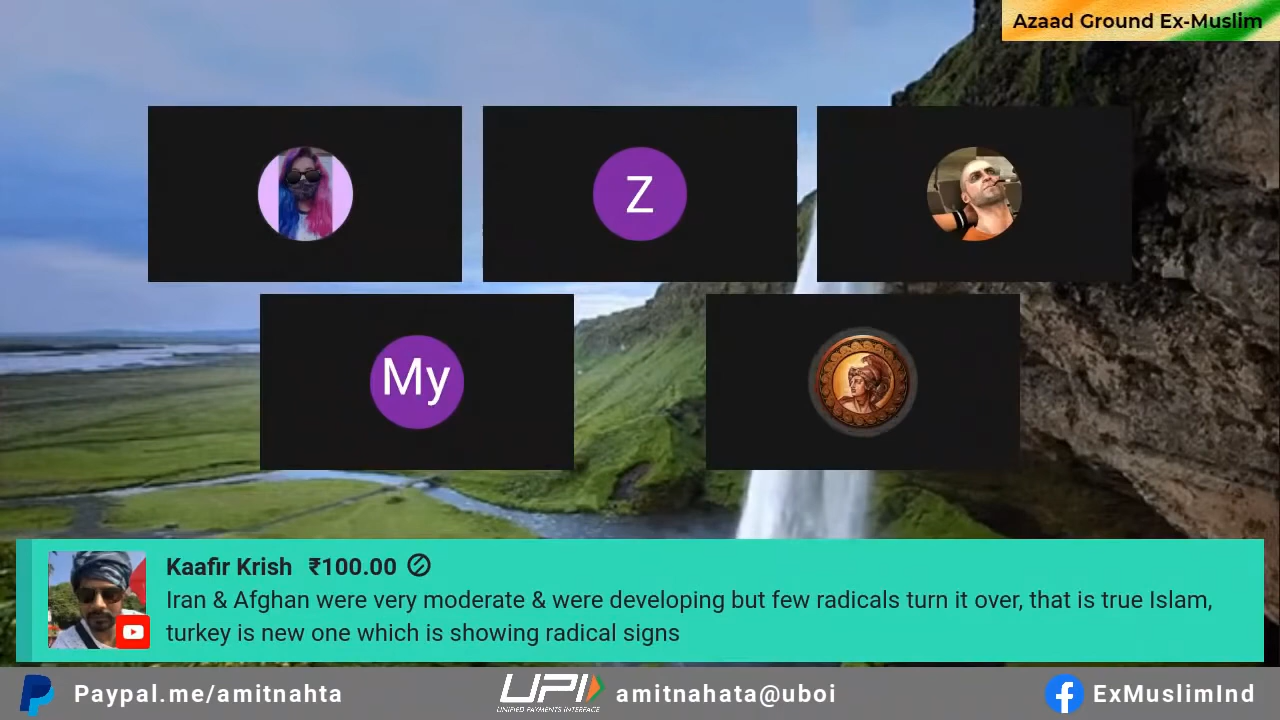 Azaad Ground Ex-Muslim
Z
My
Kaafir Krish ₹100.00
Iran & Afghan were very moderate & were developing but few radicals turn it over, that is true Islam,
turkey is new one which is showing radical signs
Paypal.me/amitnahta
UPI
UNIFIED PAYMENTS INTERFACE
amitnahata@uboi
ExMuslimInd